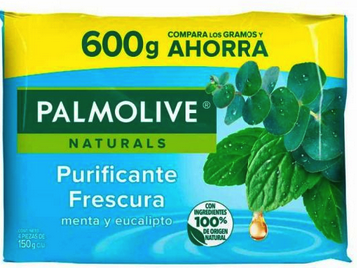 600g
COMPARA LOS GRAMOS Y
AHORRA
PALMOLIVE®
NATURALS
Purificante
Frescura
menta y eucalipto
4 PIEZAS DE
150g C.U.
CON
INGREDIENTES
100%
DE ORIGEN
NATURAL